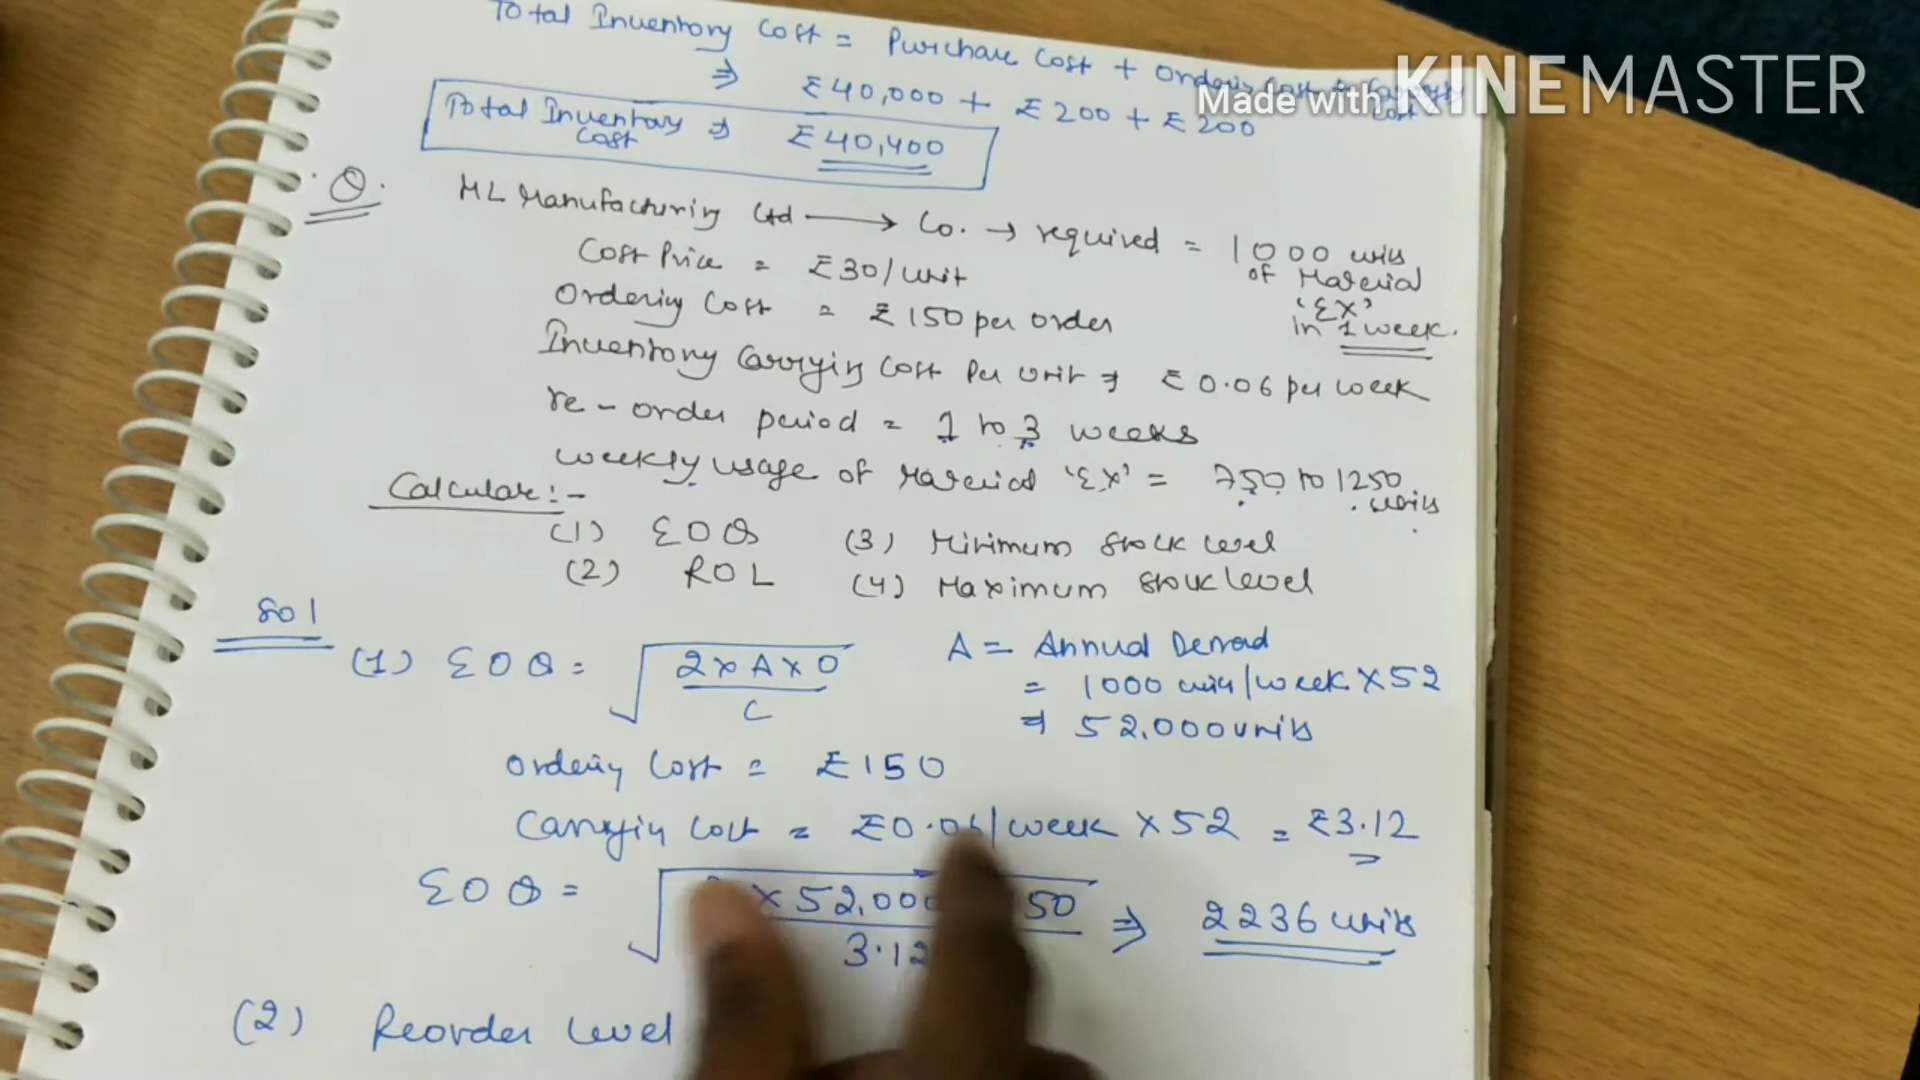 Total Inventory Cost = Purchase Cost + Ordering Cost + Carrying Cost
Made with KINEMASTER
⇒ ₹40,000 + ₹200 + ₹200
Total Inventory Cost ⇒ ₹40,400
Q. ML Manufacturing Ltd → Co. → required = 1000 units of Material 'EX' in 1 week.
Cost Price = ₹30/unit
Ordering Cost = ₹150 per order
Inventory Carrying Cost Per unit ⇒ ₹0.06 per week
re-order period = 1 to 3 weeks
weekly usage of Material 'EX' = 750 to 1250 units
Calculate:-
(1) EOQ (3) Minimum Stock level
(2) ROL (4) Maximum Stock level
Sol
(1) EOQ = √2×A×O/C
A = Annual Demand
= 1000 units/week × 52
⇒ 52,000 units
Ordering Cost = ₹150
Carrying Cost = ₹0.06/week × 52 = ₹3.12
EOQ = √ × 52,000 50 / 3.12 ⇒ 2236 units
(2) Reorder level